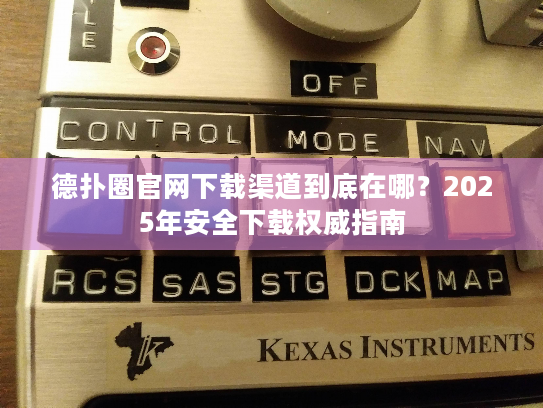 YLE
OFF
CONTROL MODE NAV
德扑圈官网下载渠道到底在哪？202
5年安全下载权威指南
RCS SAS STG DCK MAP
K
KEXAS INSTRUMENTS